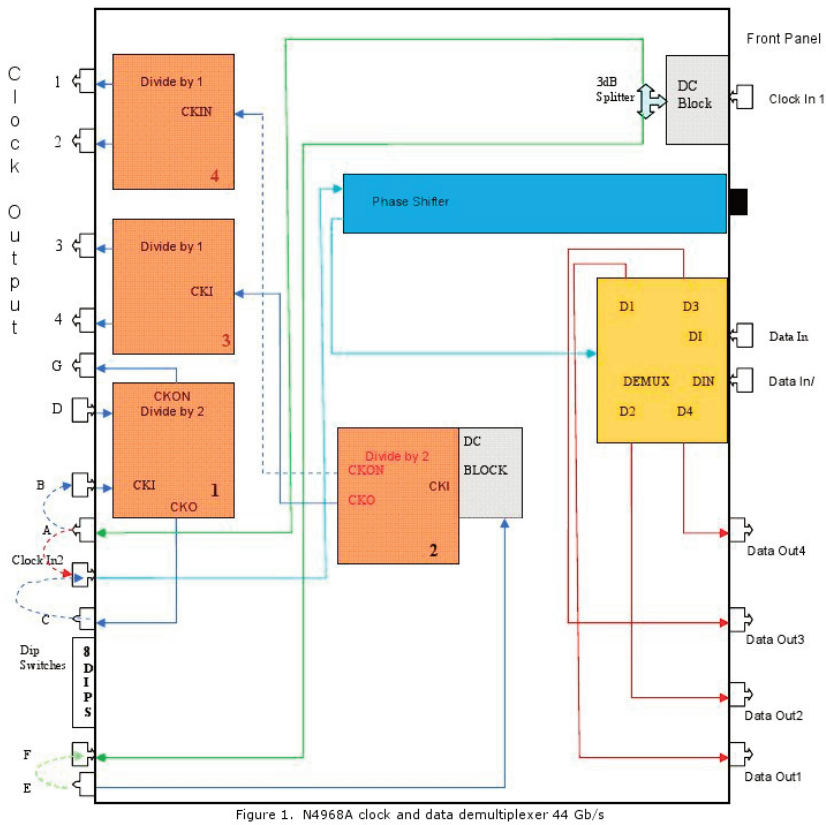 Front Panel
Clock Output
1
2
3
4
G
D
B
A
Clock In2
C
Dip
Switches
8 DIPS
F
E
Divide by 1
CKIN
4
Divide by 1
CKI
3
CKON
Divide by 2
CKI
1
CKO
Divide by 2
CKON
CKI
CKO
2
DC
BLOCK
3dB
Splitter
DC
Block
Clock In 1
Phase Shifter
D1
D3
DI
DEMUX
DIN
D2
D4
Data In
Data In/
Data Out4
Data Out3
Data Out2
Data Out1
Figure 1. N4968A clock and data demultiplexer 44 Gb/s